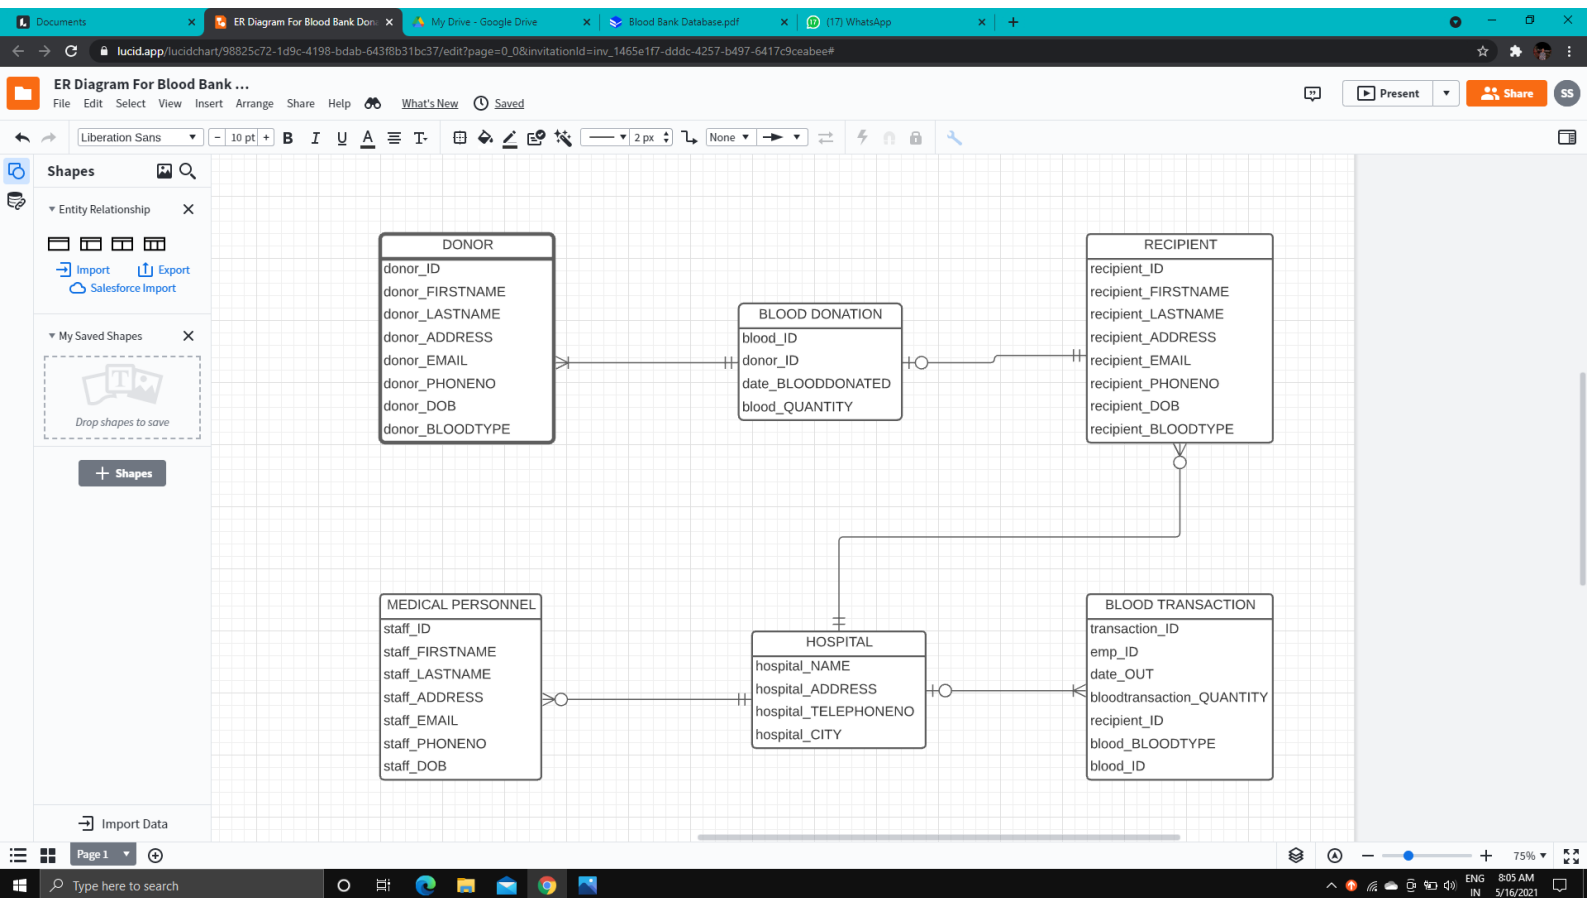 Documents
ER Diagram For Blood Bank Don
My Drive - Google Drive
Blood Bank Database.pdf
(17) WhatsApp
lucid.app/lucidchart/98825c72-1d9c-4198-bdab-643f8b31bc37/edit?page=0_0&invitationId=inv_1465e1f7-dddc-4257-b497-6417c9ceabee#
ER Diagram For Blood Bank ...
File Edit Select View Insert Arrange Share Help What's New Saved
Present
Share
SS
Liberation Sans
- 10 pt +
B I U A T
2 px
None
Shapes
Entity Relationship
Import Export
Salesforce Import
My Saved Shapes
T
Drop shapes to save
+ Shapes
Import Data
DONOR
donor_ID
donor_FIRSTNAME
donor_LASTNAME
donor_ADDRESS
donor_EMAIL
donor_PHONENO
donor_DOB
donor_BLOODTYPE
BLOOD DONATION
blood_ID
donor_ID
date_BLOODDONATED
blood_QUANTITY
RECIPIENT
recipient_ID
recipient_FIRSTNAME
recipient_LASTNAME
recipient_ADDRESS
recipient_EMAIL
recipient_PHONENO
recipient_DOB
recipient_BLOODTYPE
MEDICAL PERSONNEL
staff_ID
staff_FIRSTNAME
staff_LASTNAME
staff_ADDRESS
staff_EMAIL
staff_PHONENO
staff_DOB
HOSPITAL
hospital_NAME
hospital_ADDRESS
hospital_TELEPHONENO
hospital_CITY
BLOOD TRANSACTION
transaction_ID
emp_ID
date_OUT
bloodtransaction_QUANTITY
recipient_ID
blood_BLOODTYPE
blood_ID
Page 1
75%
Type here to search
ENG
IN
8:05 AM
5/16/2021